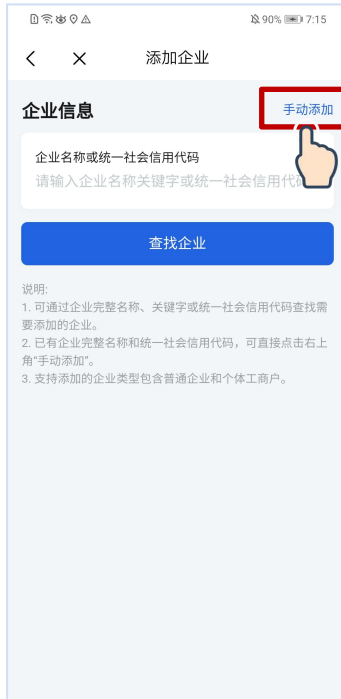 90% 7:15
添加企业
企业信息
手动添加
企业名称或统一社会信用代码
请输入企业名称关键字或统一社会信用代
查找企业
说明:
1. 可通过企业完整名称、关键字或统一社会信用代码查找需
要添加的企业。
2. 已有企业完整名称和统一社会信用代码，可直接点击右上
角“手动添加”。
3. 支持添加的企业类型包含普通企业和个体工商户。